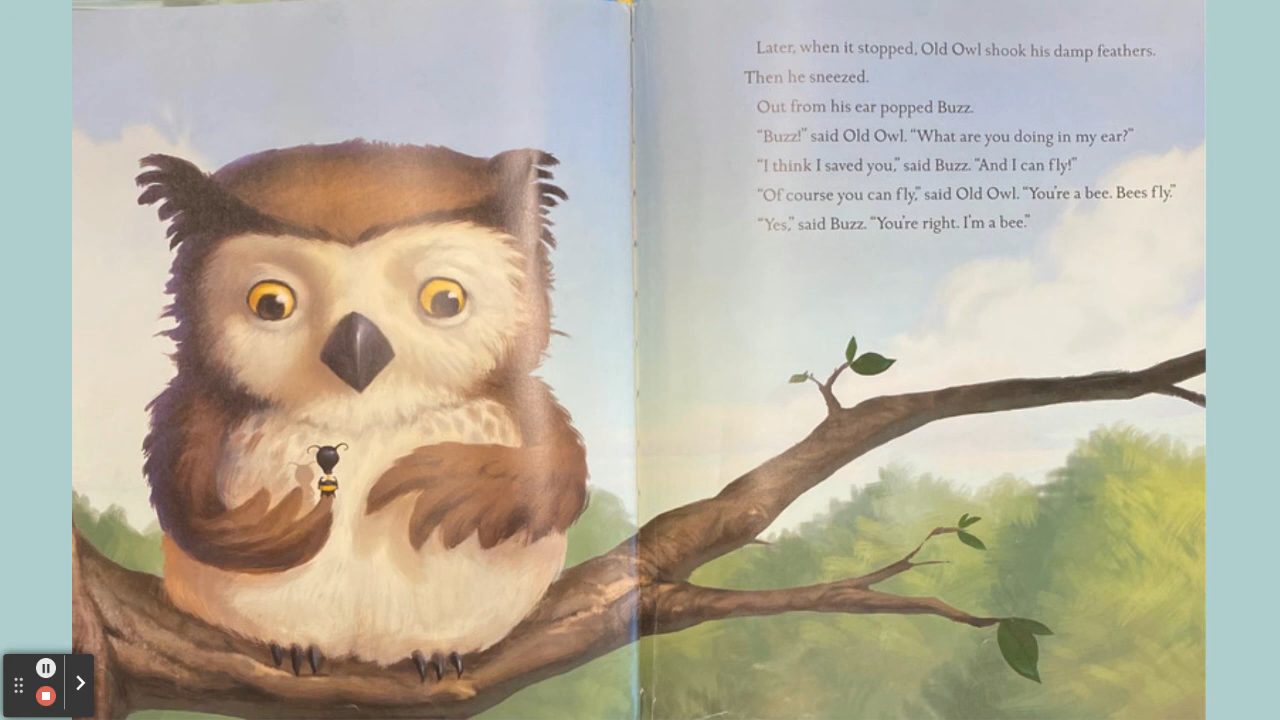 Later, when it stopped, Old Owl shook his damp feathers.
Then he sneezed.
Out from his ear popped Buzz.
“Buzz!” said Old Owl. “What are you doing in my ear?”
“I think I saved you,” said Buzz. “And I can fly!”
“Of course you can fly,” said Old Owl. “You’re a bee. Bees fly.”
“Yes,” said Buzz. “You’re right. I’m a bee.”